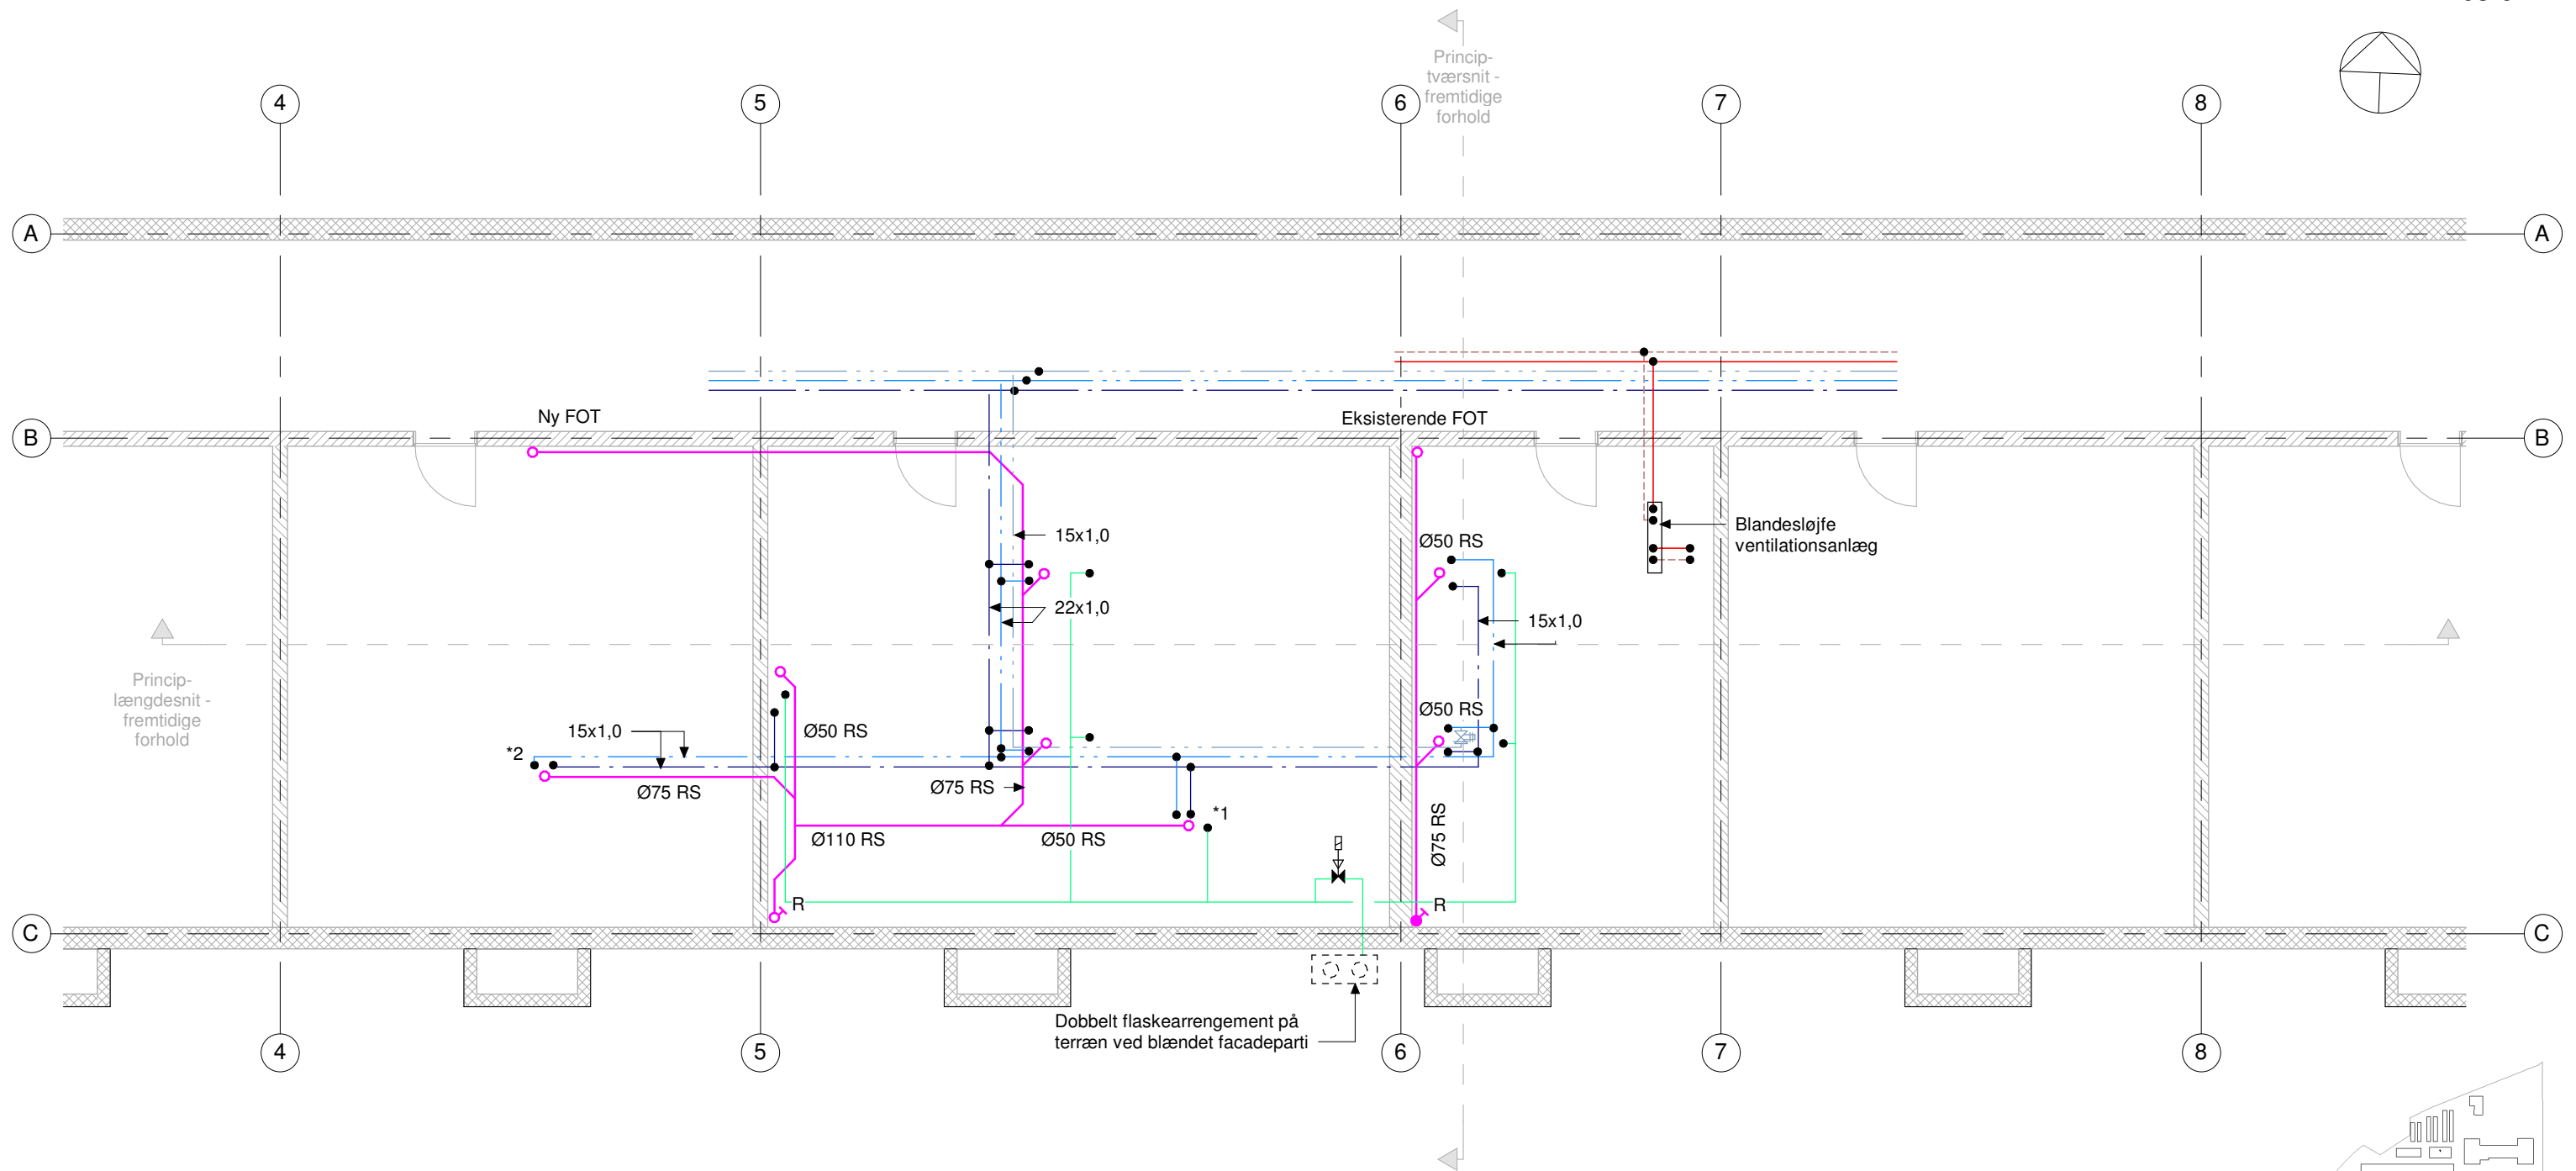 Princip-
tværsnit -
fremtidige
forhold
4
5
6
7
8
A
A
Ny FOT
Eksisterende FOT
B
B
15x1,0
Ø50 RS
Blandesløjfe
ventilationsanlæg
22x1,0
15x1,0
Princip-
længdesnit -
fremtidige
forhold
Ø50 RS
15x1,0
Ø50 RS
*2
Ø75 RS
Ø75 RS
*1
Ø110 RS
Ø50 RS
Ø75 RS
R
R
C
C
Dobbelt flaskearrengement på
terræn ved blændet facadeparti
4
5
6
7
8